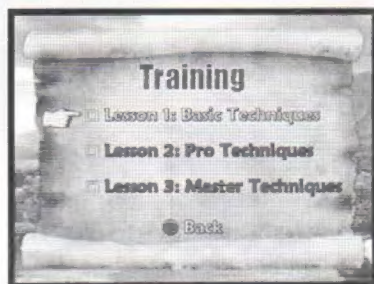 Training
Lesson 1: Basic Techniques
Lesson 2: Pro Techniques
Lesson 3: Master Techniques
Back